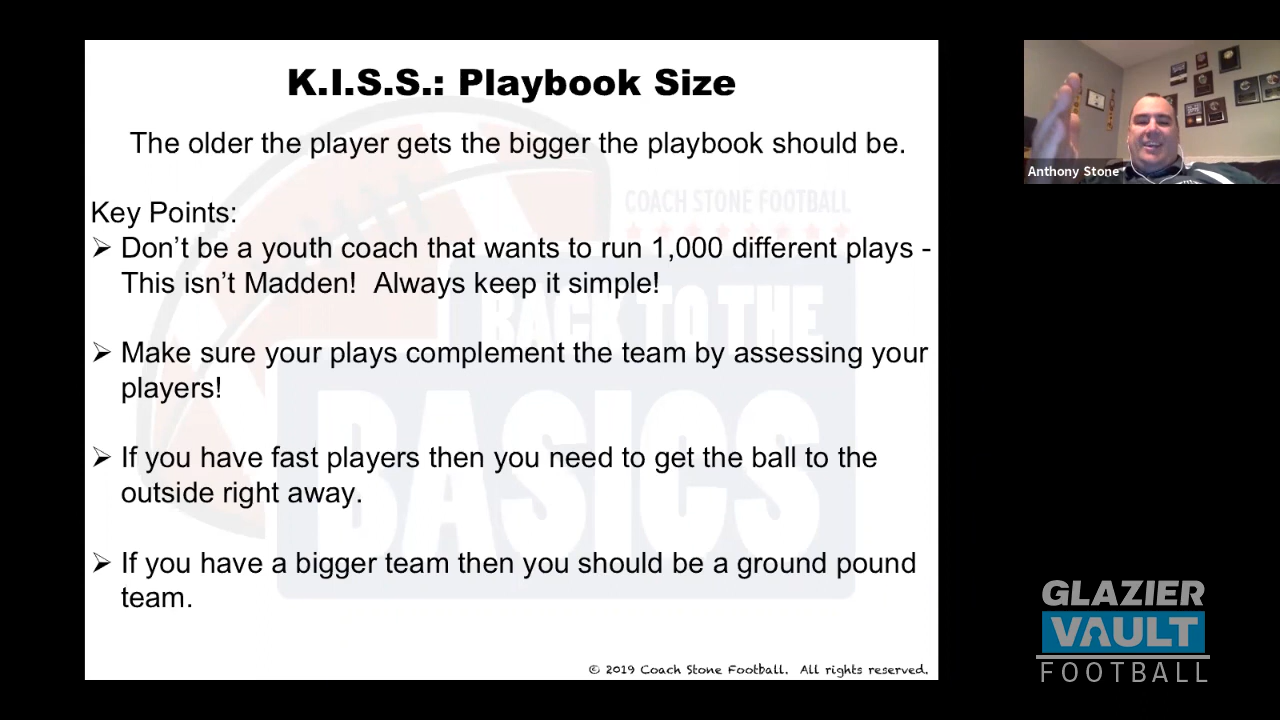 K.I.S.S.: Playbook Size
The older the player gets the bigger the playbook should be.
COACH STONE FOOTBALL
Key Points:
➢ Don't be a youth coach that wants to run 1,000 different plays -
This isn't Madden!  Always keep it simple!
BACK TO THE
➢ Make sure your plays complement the team by assessing your
players!
BASICS
➢ If you have fast players then you need to get the ball to the
outside right away.
➢ If you have a bigger team then you should be a ground pound
team.
© 2019 Coach Stone Football.  All rights reserved.
Anthony Stone
GLAZIER
VAULT
FOOTBALL